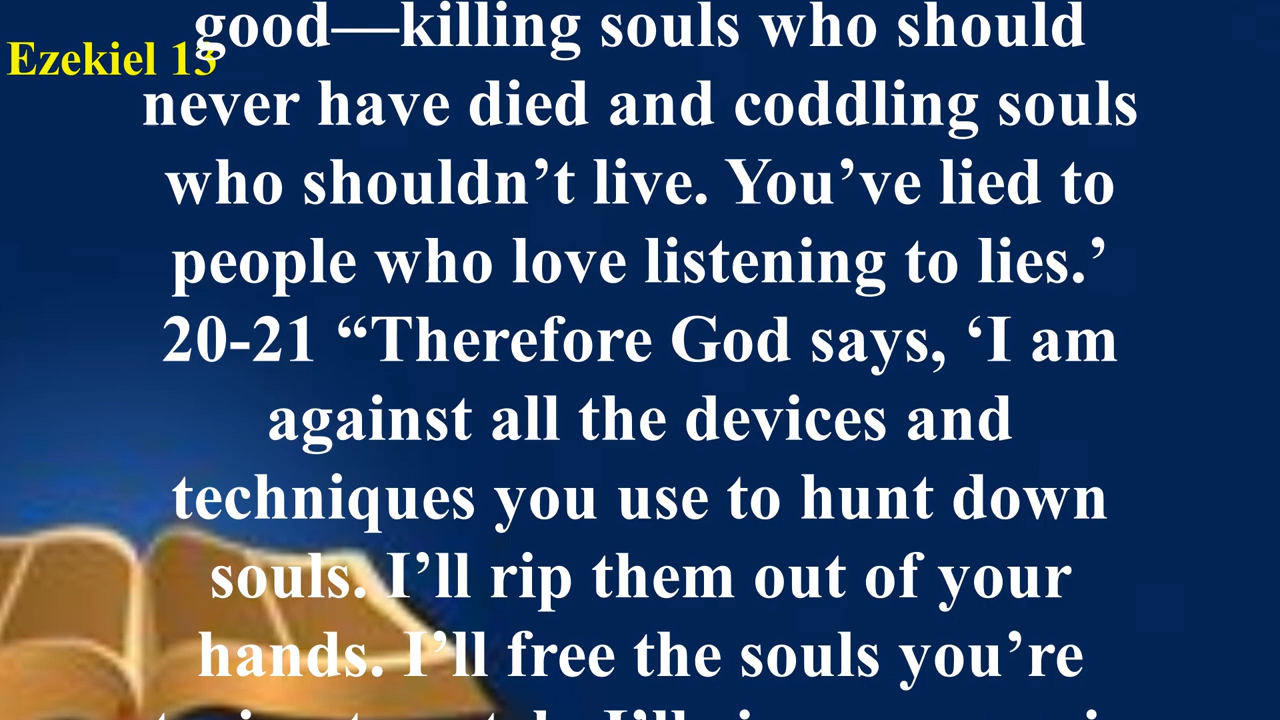 Ezekiel 13
good—killing souls who should
never have died and coddling souls
who shouldn’t live. You’ve lied to
people who love listening to lies.’
20-21 “Therefore God says, ‘I am
against all the devices and
techniques you use to hunt down
souls. I’ll rip them out of your
hands. I’ll free the souls you’re